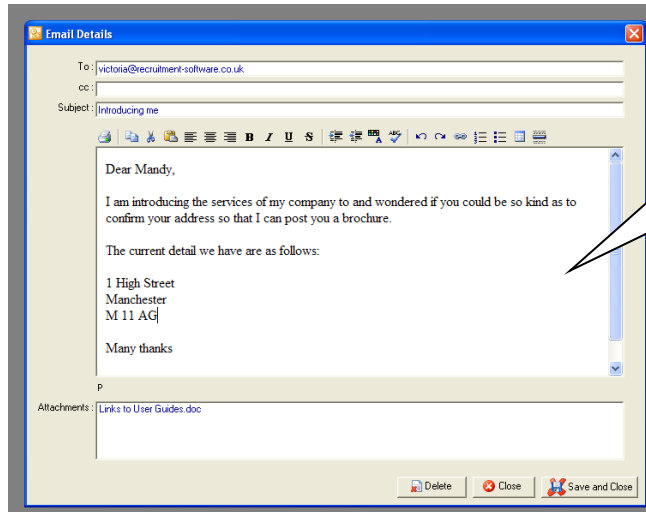 Email Details
To : victoria@recruitment-software.co.uk
cc :
Subject : Introducing me
B I U S ABC
Dear Mandy,
I am introducing the services of my company to and wondered if you could be so kind as to
confirm your address so that I can post you a brochure.
The current detail we have are as follows:
1 High Street
Manchester
M 11 AG
Many thanks
P
Attachments : Links to User Guides.doc
Delete Close Save and Close